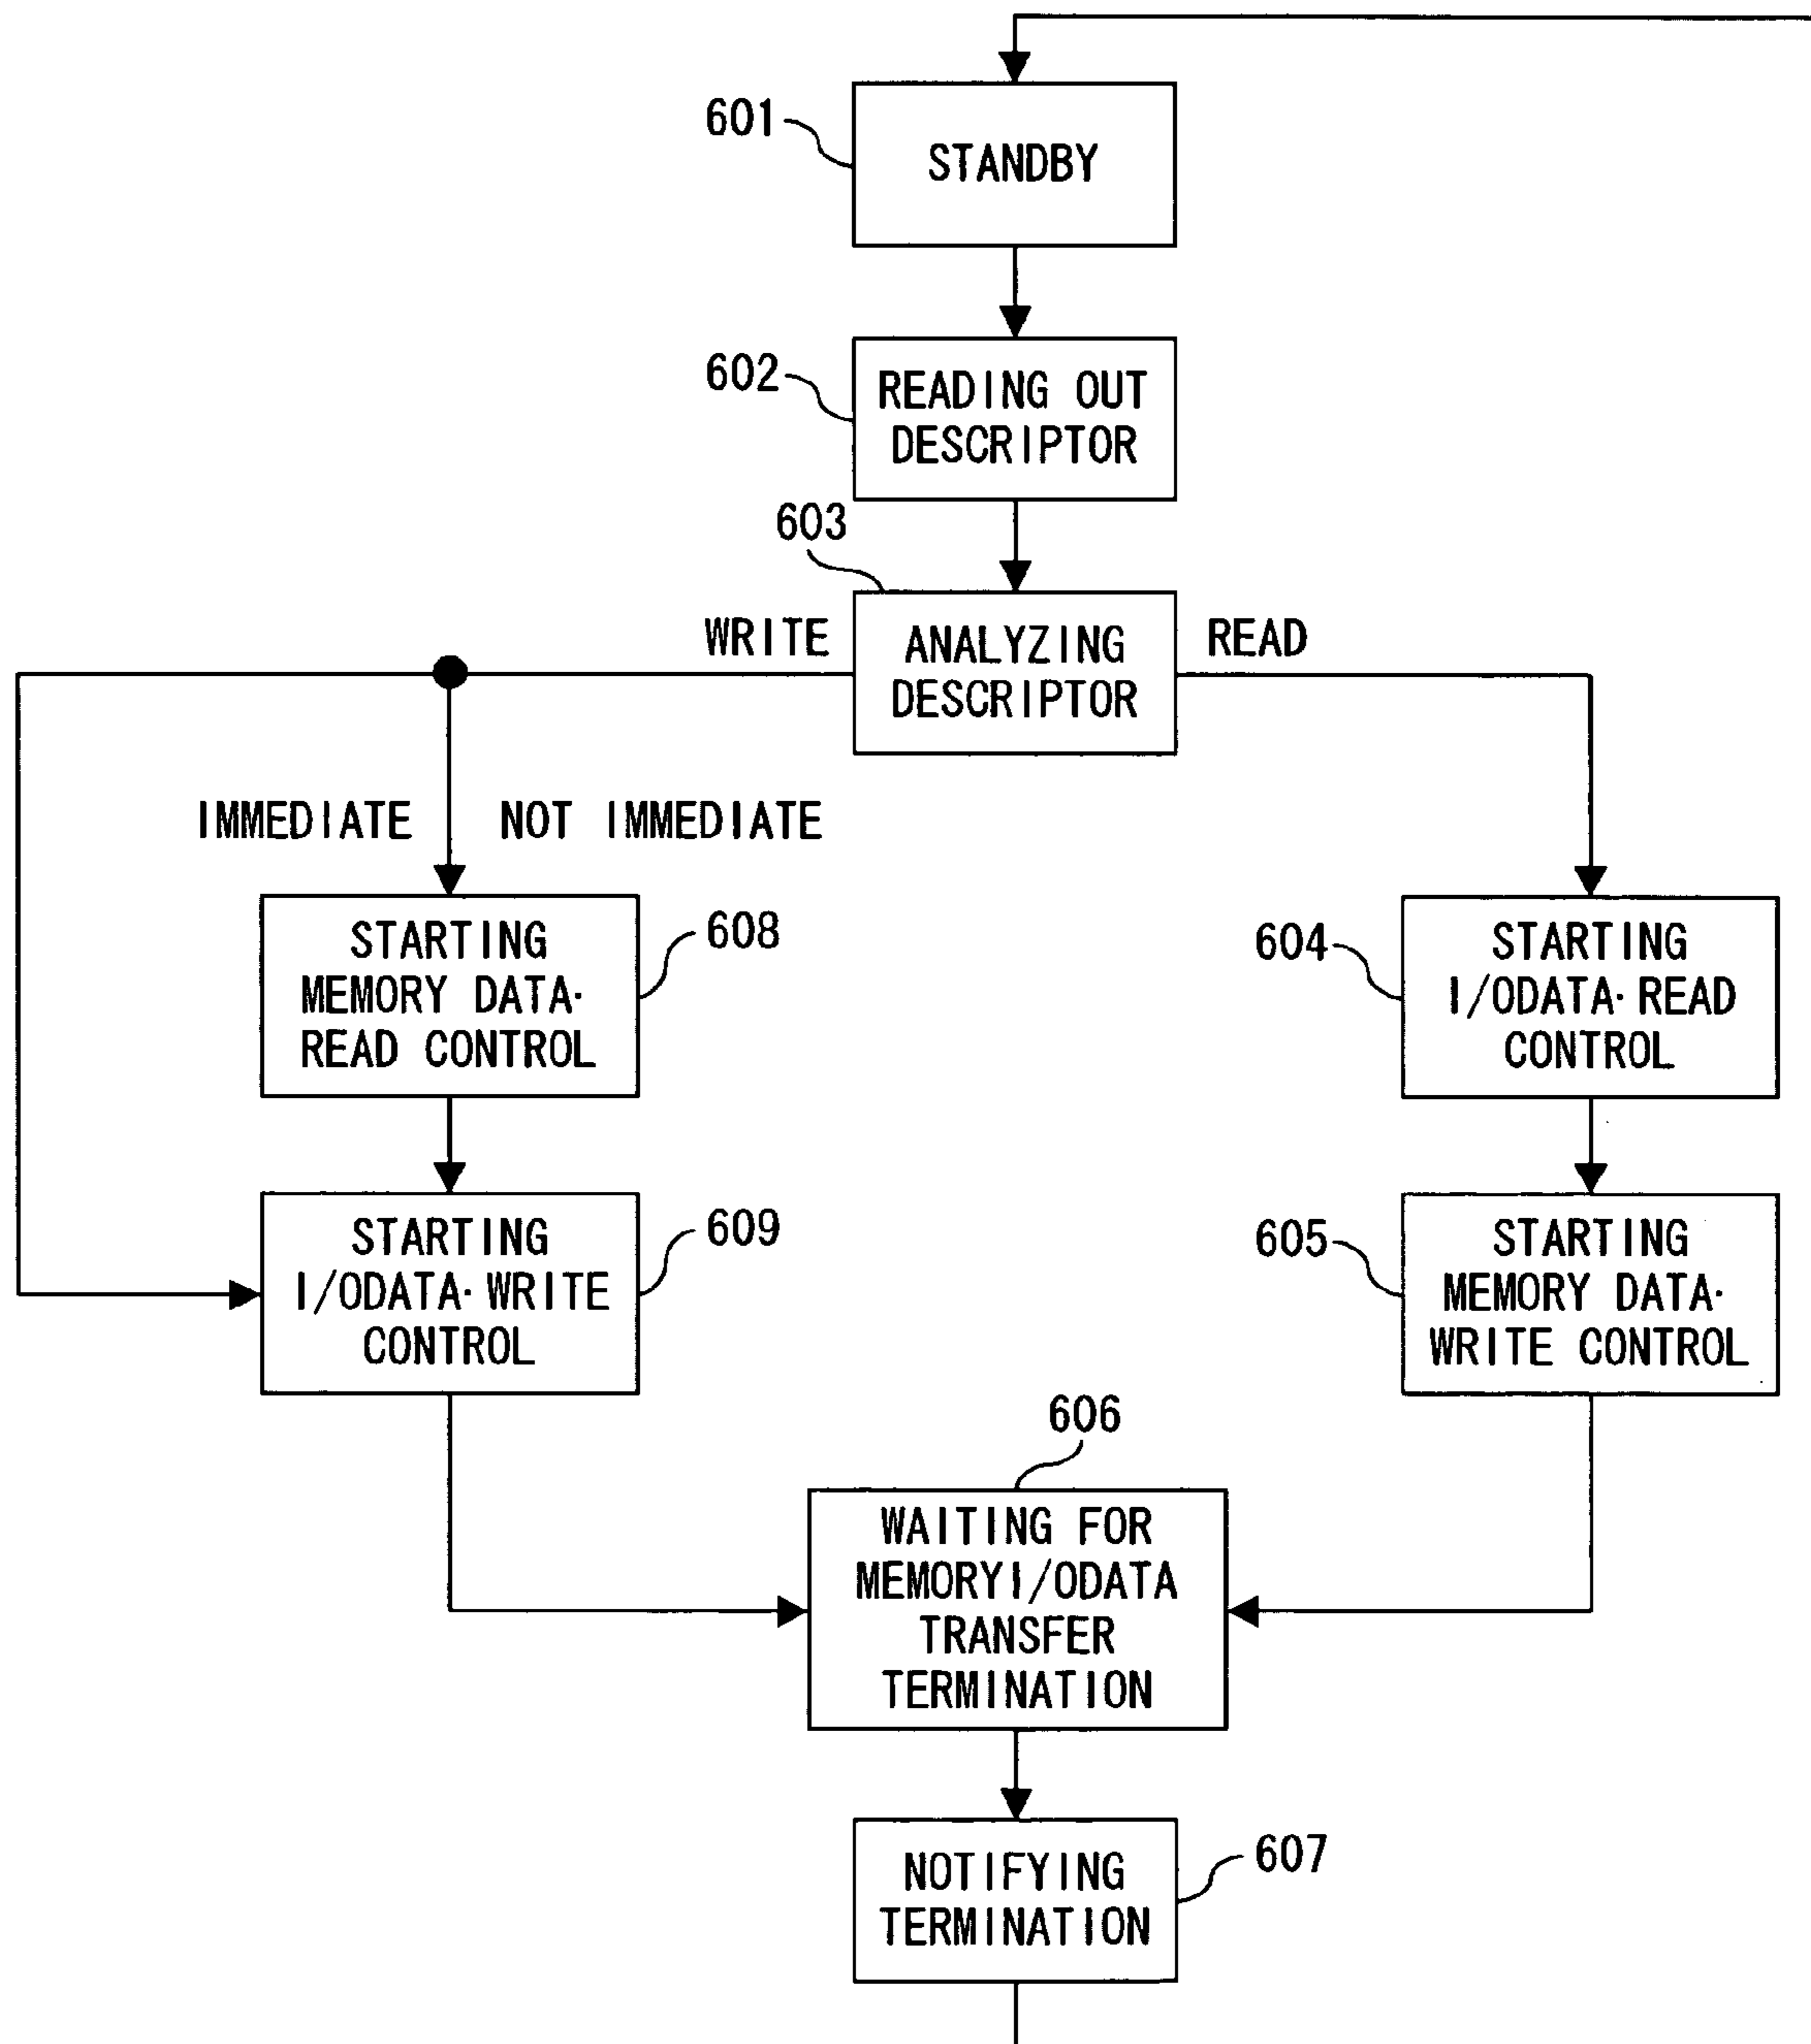 601
STANDBY
602
READING OUT
DESCRIPTOR
603
WRITE
ANALYZING
DESCRIPTOR
READ
IMMEDIATE
NOT IMMEDIATE
STARTING
MEMORY DATA·
READ CONTROL
608
604
STARTING
I/ODATA·READ
CONTROL
STARTING
I/ODATA·WRITE
CONTROL
609
605
STARTING
MEMORY DATA·
WRITE CONTROL
606
WAITING FOR
MEMORYI/ODATA
TRANSFER
TERMINATION
NOTIFYING
TERMINATION
607